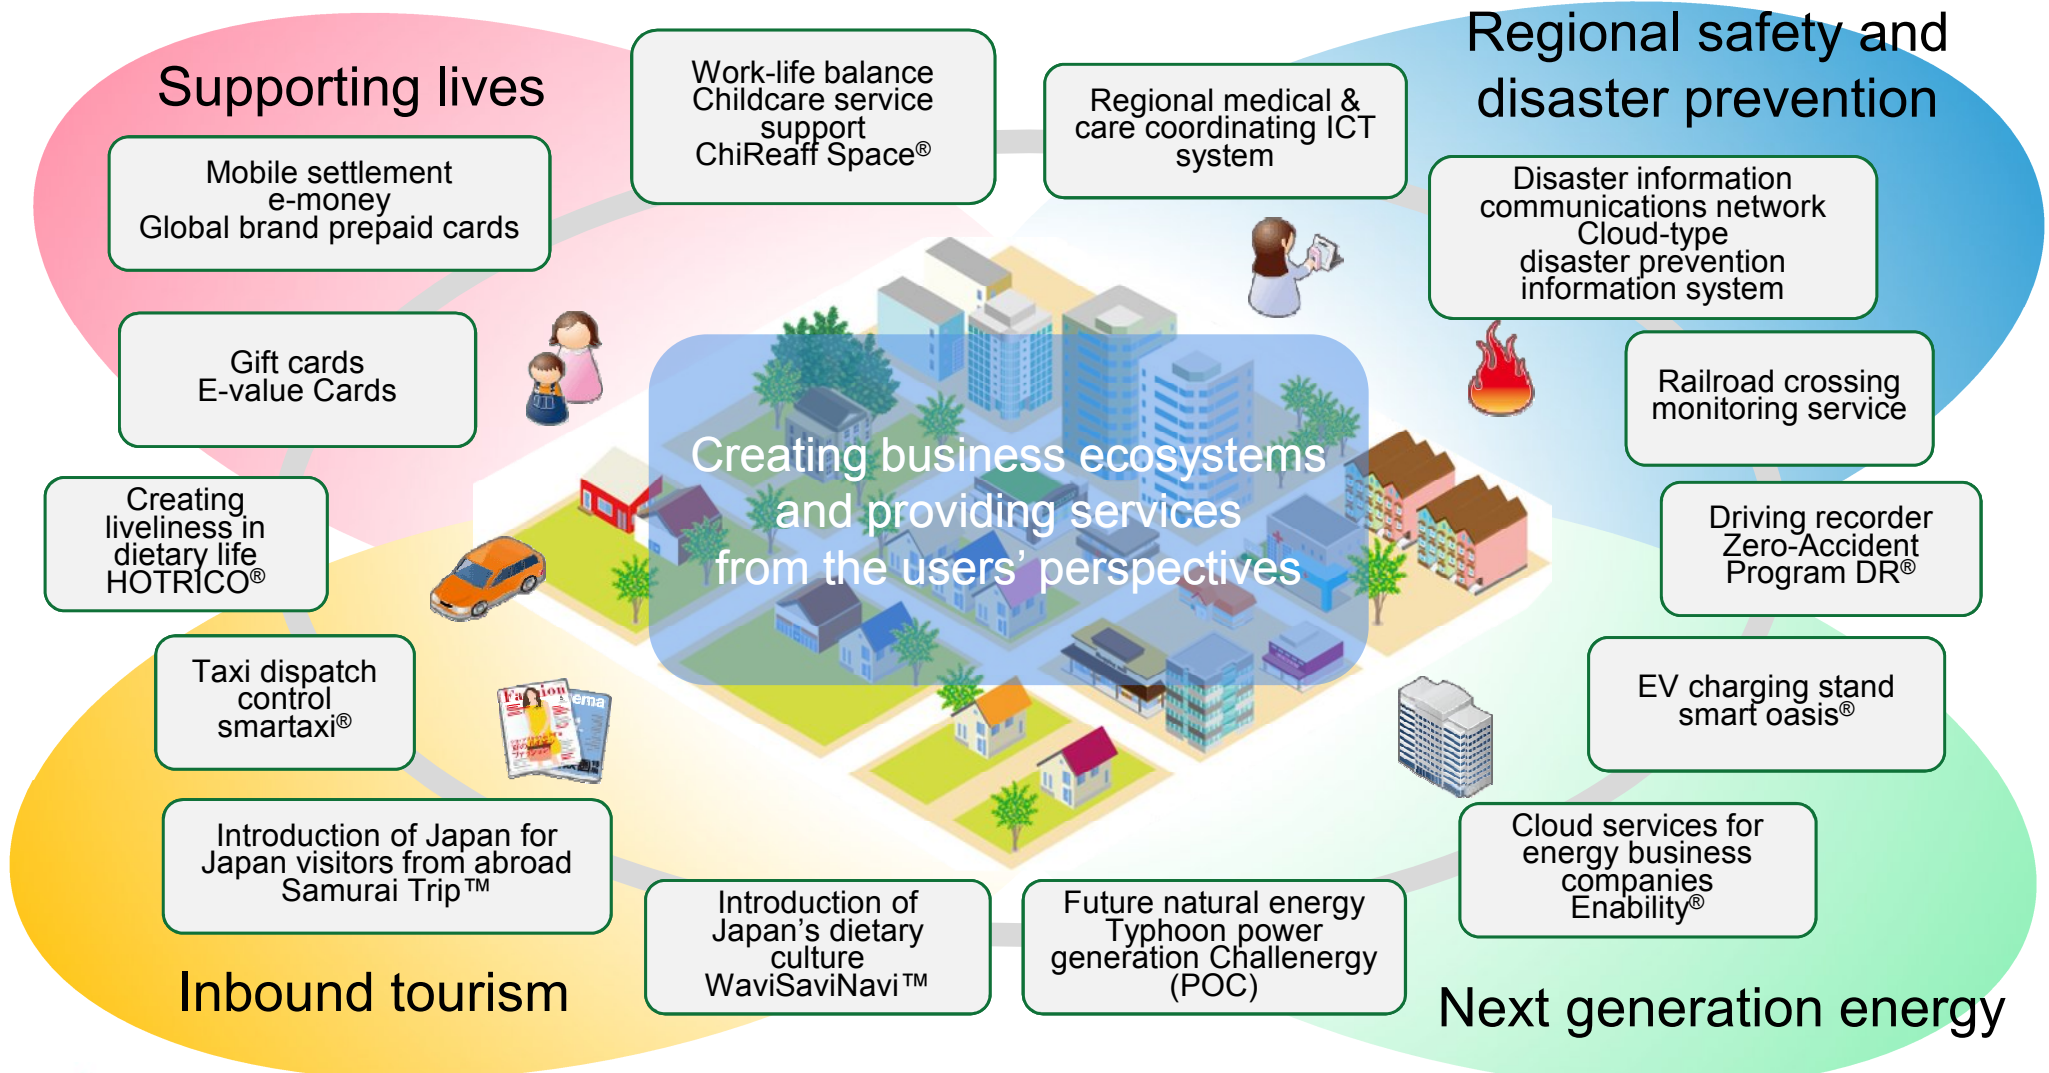 Supporting lives
Work-life balance
Childcare service
support
ChiReaff Space®
Regional medical &
care coordinating ICT
system
Regional safety and
disaster prevention
Mobile settlement
e-money
Global brand prepaid cards
Disaster information
communications network
Cloud-type
disaster prevention
information system
Gift cards
E-value Cards
Railroad crossing
monitoring service
Creating business ecosystems
and providing services
from the users’ perspectives
Creating
liveliness in
dietary life
HOTRICO®
Driving recorder
Zero-Accident
Program DR®
Taxi dispatch
control
smartaxi®
Fashion
ema
EV charging stand
smart oasis®
Introduction of Japan for
Japan visitors from abroad
Samurai Trip™
Cloud services for
energy business
companies
Enability®
Introduction of
Japan’s dietary
culture
WaviSaviNavi™
Future natural energy
Typhoon power
generation Challenergy
(POC)
Inbound tourism
Next generation energy